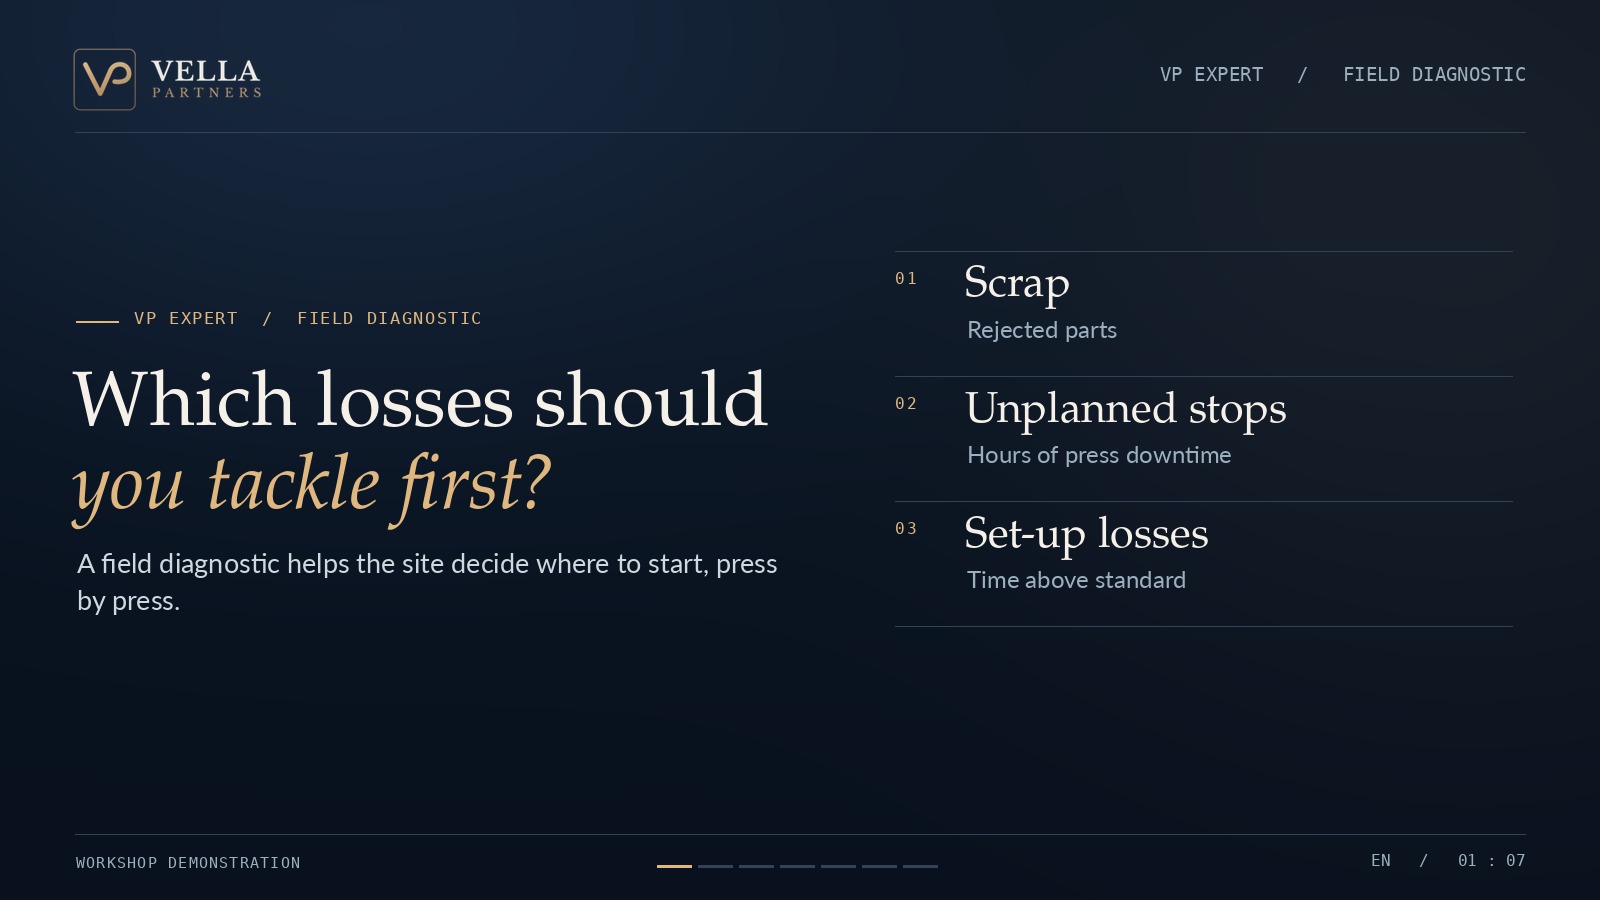 VP VELLA
PARTNERS
VP EXPERT / FIELD DIAGNOSTIC
VP EXPERT / FIELD DIAGNOSTIC
Which losses should
you tackle first?
A field diagnostic helps the site decide where to start, press
by press.
01 Scrap
Rejected parts
02 Unplanned stops
Hours of press downtime
03 Set-up losses
Time above standard
WORKSHOP DEMONSTRATION
EN / 01 : 07